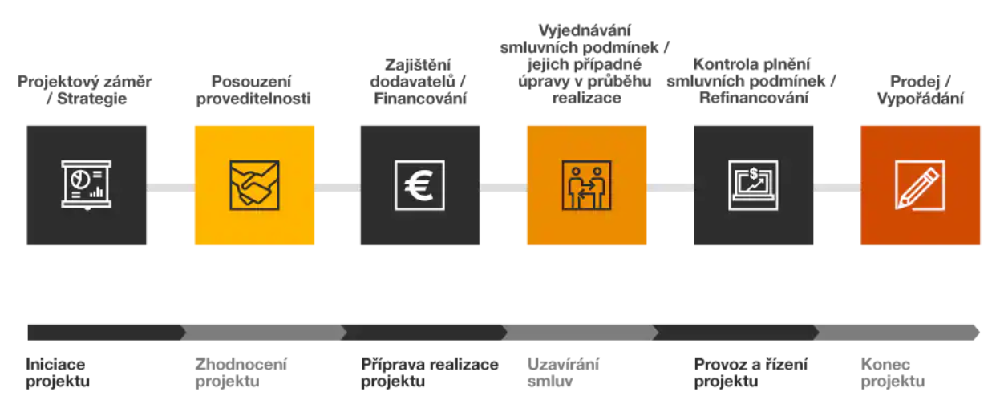 Projektový záměr
/ Strategie
Posouzení
proveditelnosti
Zajištění
dodavatelů /
Financování
Vyjednávání
smluvních podmínek /
jejich případné
úpravy v průběhu
realizace
Kontrola plnění
smluvních podmínek /
Refinancování
Prodej /
Vypořádání
€
$
Iniciace
projektu
Zhodnocení
projektu
Příprava realizace
projektu
Uzavírání
smluv
Provoz a řízení
projektu
Konec
projektu